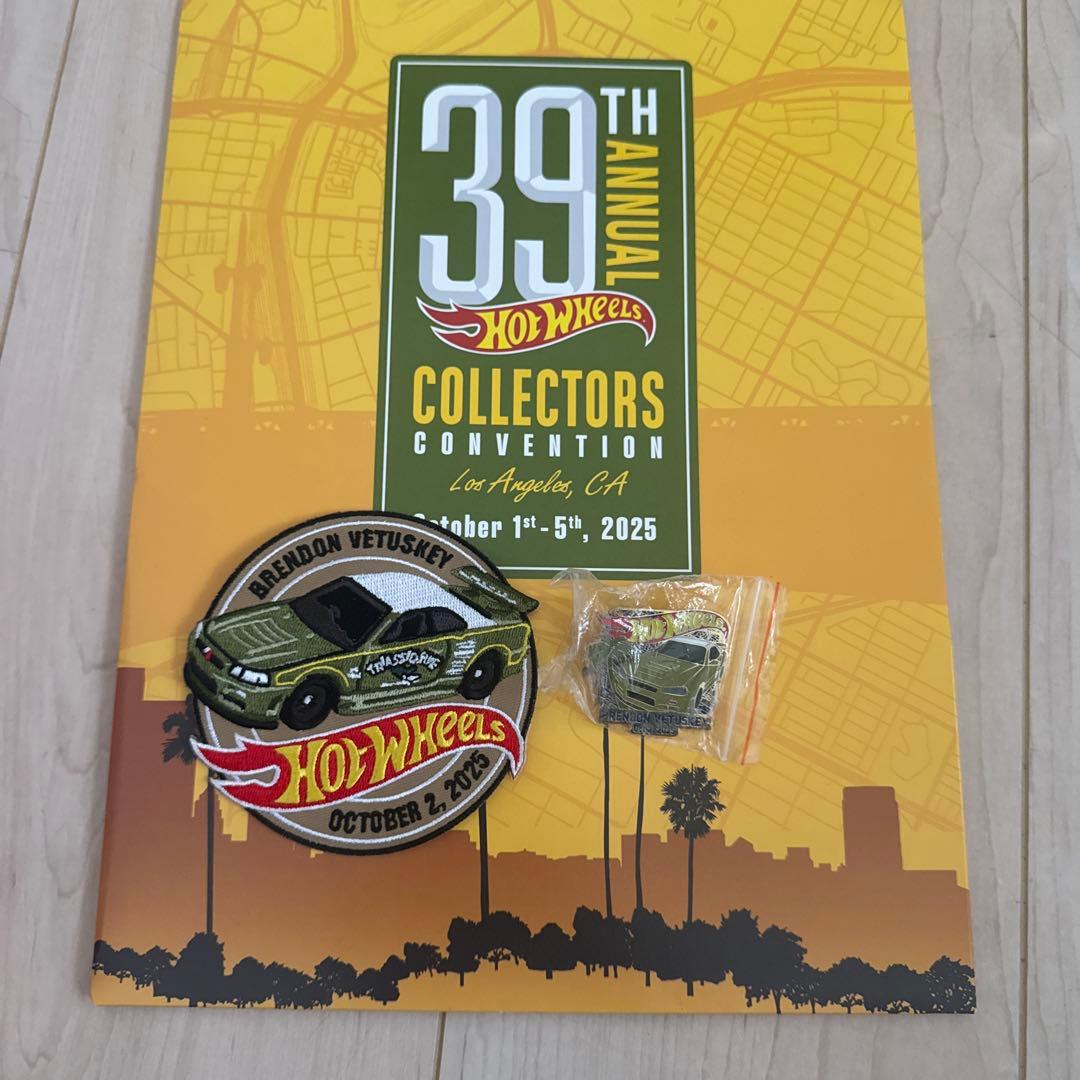 39TH
ANNUAL
HOT WHEELS
COLLECTORS
CONVENTION
Los Angeles, CA
October 1st - 5th, 2025
BRENDON VETUSKEY
HOT WHEELS
OCTOBER 2, 2025
HOT WHEELS
BRENDON VETUSKEY